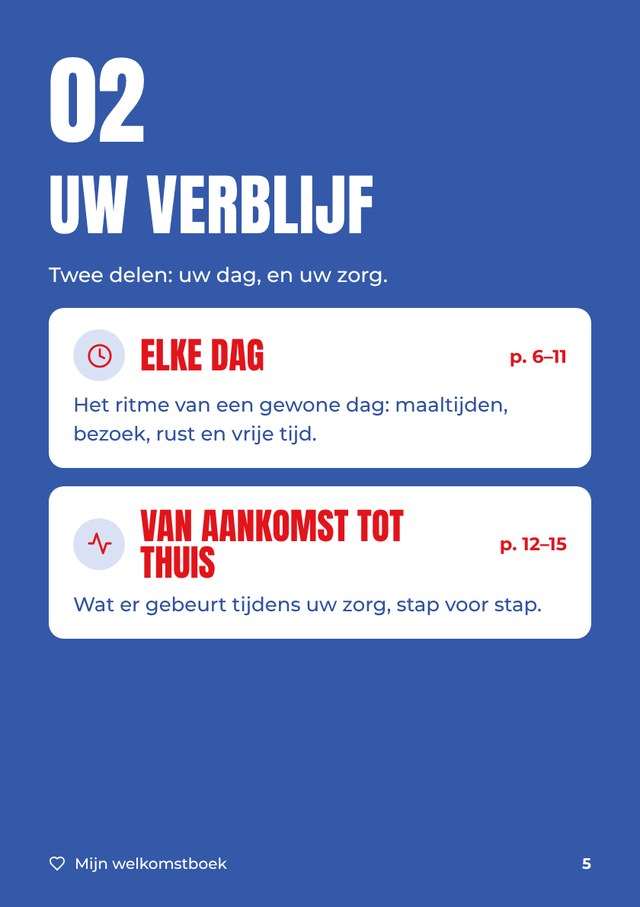 02
UW VERBLIJF
Twee delen: uw dag, en uw zorg.
ELKE DAG
p. 6–11
Het ritme van een gewone dag: maaltijden,
bezoek, rust en vrije tijd.
VAN AANKOMST TOT
THUIS
p. 12–15
Wat er gebeurt tijdens uw zorg, stap voor stap.
Mijn welkomstboek
5